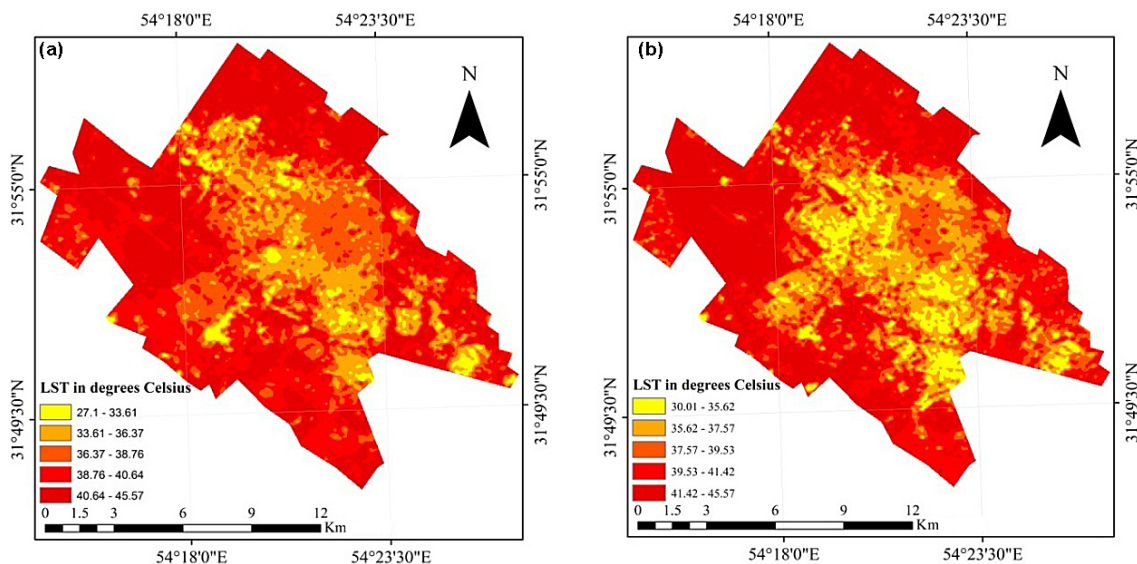 54°18'0"E 54°23'30"E
(a)
N
31°55'0"N
31°55'0"N
31°49'30"N
31°49'30"N
LST in degrees Celsius
27.1 - 33.61
33.61 - 36.37
36.37 - 38.76
38.76 - 40.64
40.64 - 45.57
0 1.5 3 6 9 12
Km
54°18'0"E 54°23'30"E
54°18'0"E 54°23'30"E
(b)
N
31°55'0"N
31°55'0"N
31°49'30"N
31°49'30"N
LST in degrees Celsius
30.01 - 35.62
35.62 - 37.57
37.57 - 39.53
39.53 - 41.42
41.42 - 45.57
0 1.5 3 6 9 12
Km
54°18'0"E 54°23'30"E